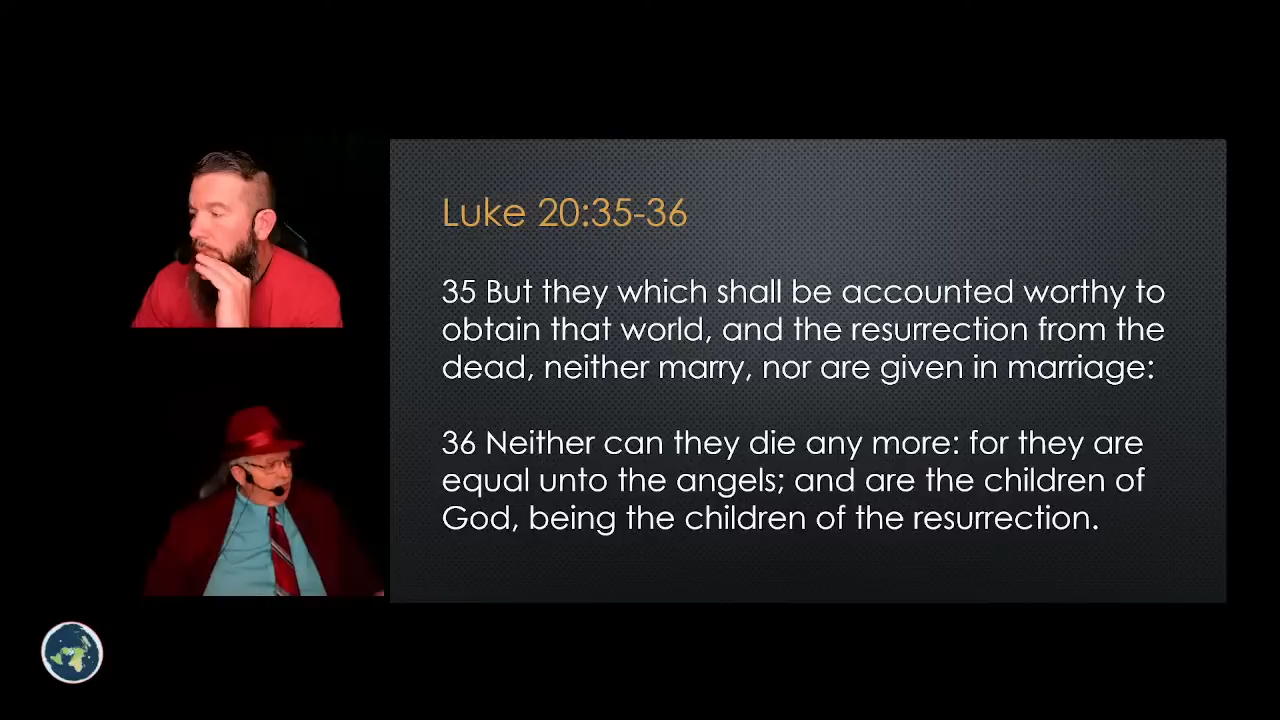 Luke 20:35-36
35 But they which shall be accounted worthy to
obtain that world, and the resurrection from the
dead, neither marry, nor are given in marriage:
36 Neither can they die any more: for they are
equal unto the angels; and are the children of
God, being the children of the resurrection.